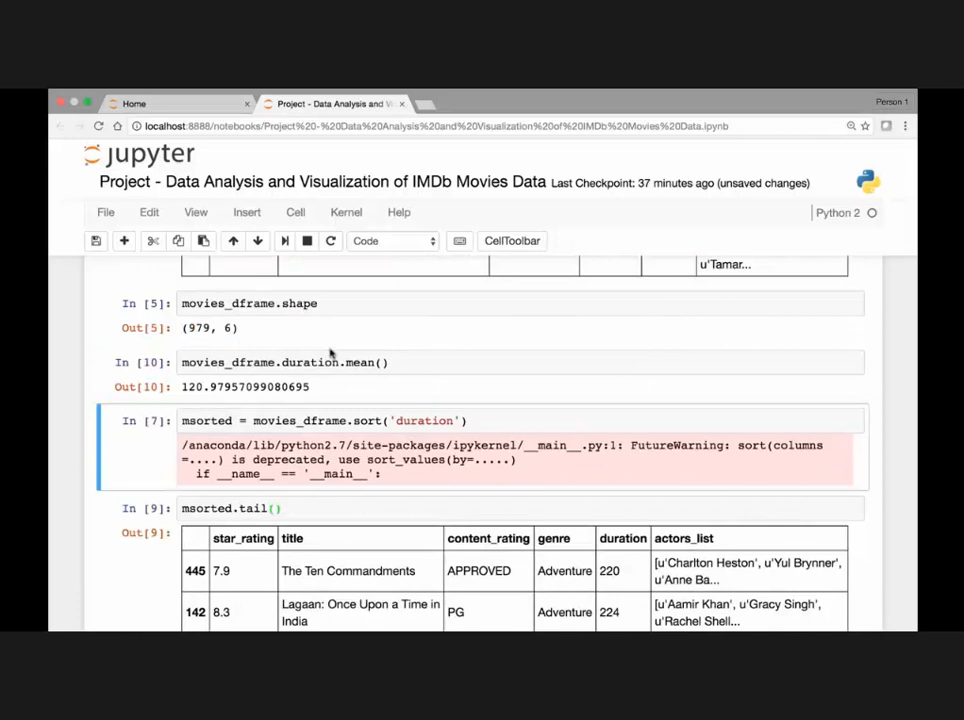 Home
Project - Data Analysis and Vi
Person 1
localhost:8888/notebooks/Project%20-%20Data%20Analysis%20and%20Visualization%20of%20IMDb%20Movies%20Data.ipynb
jupyter
Project - Data Analysis and Visualization of IMDb Movies Data Last Checkpoint: 37 minutes ago (unsaved changes)
File Edit View Insert Cell Kernel Help Python 2
Code CellToolbar
u'Tamar...
In [5]: movies_dframe.shape
Out[5]: (979, 6)
In [10]: movies_dframe.duration.mean()
Out[10]: 120.97957099080695
In [7]: msorted = movies_dframe.sort('duration')
/anaconda/lib/python2.7/site-packages/ipykernel/__main__.py:1: FutureWarning: sort(columns
=....) is deprecated, use sort_values(by=.....)
if __name__ == '__main__':
In [9]: msorted.tail()
Out[9]:
star_rating title content_rating genre duration actors_list
445 7.9 The Ten Commandments APPROVED Adventure 220 [u'Charlton Heston', u'Yul Brynner',
u'Anne Ba...
142 8.3 Lagaan: Once Upon a Time in India PG Adventure 224 [u'Aamir Khan', u'Gracy Singh',
u'Rachel Shell...